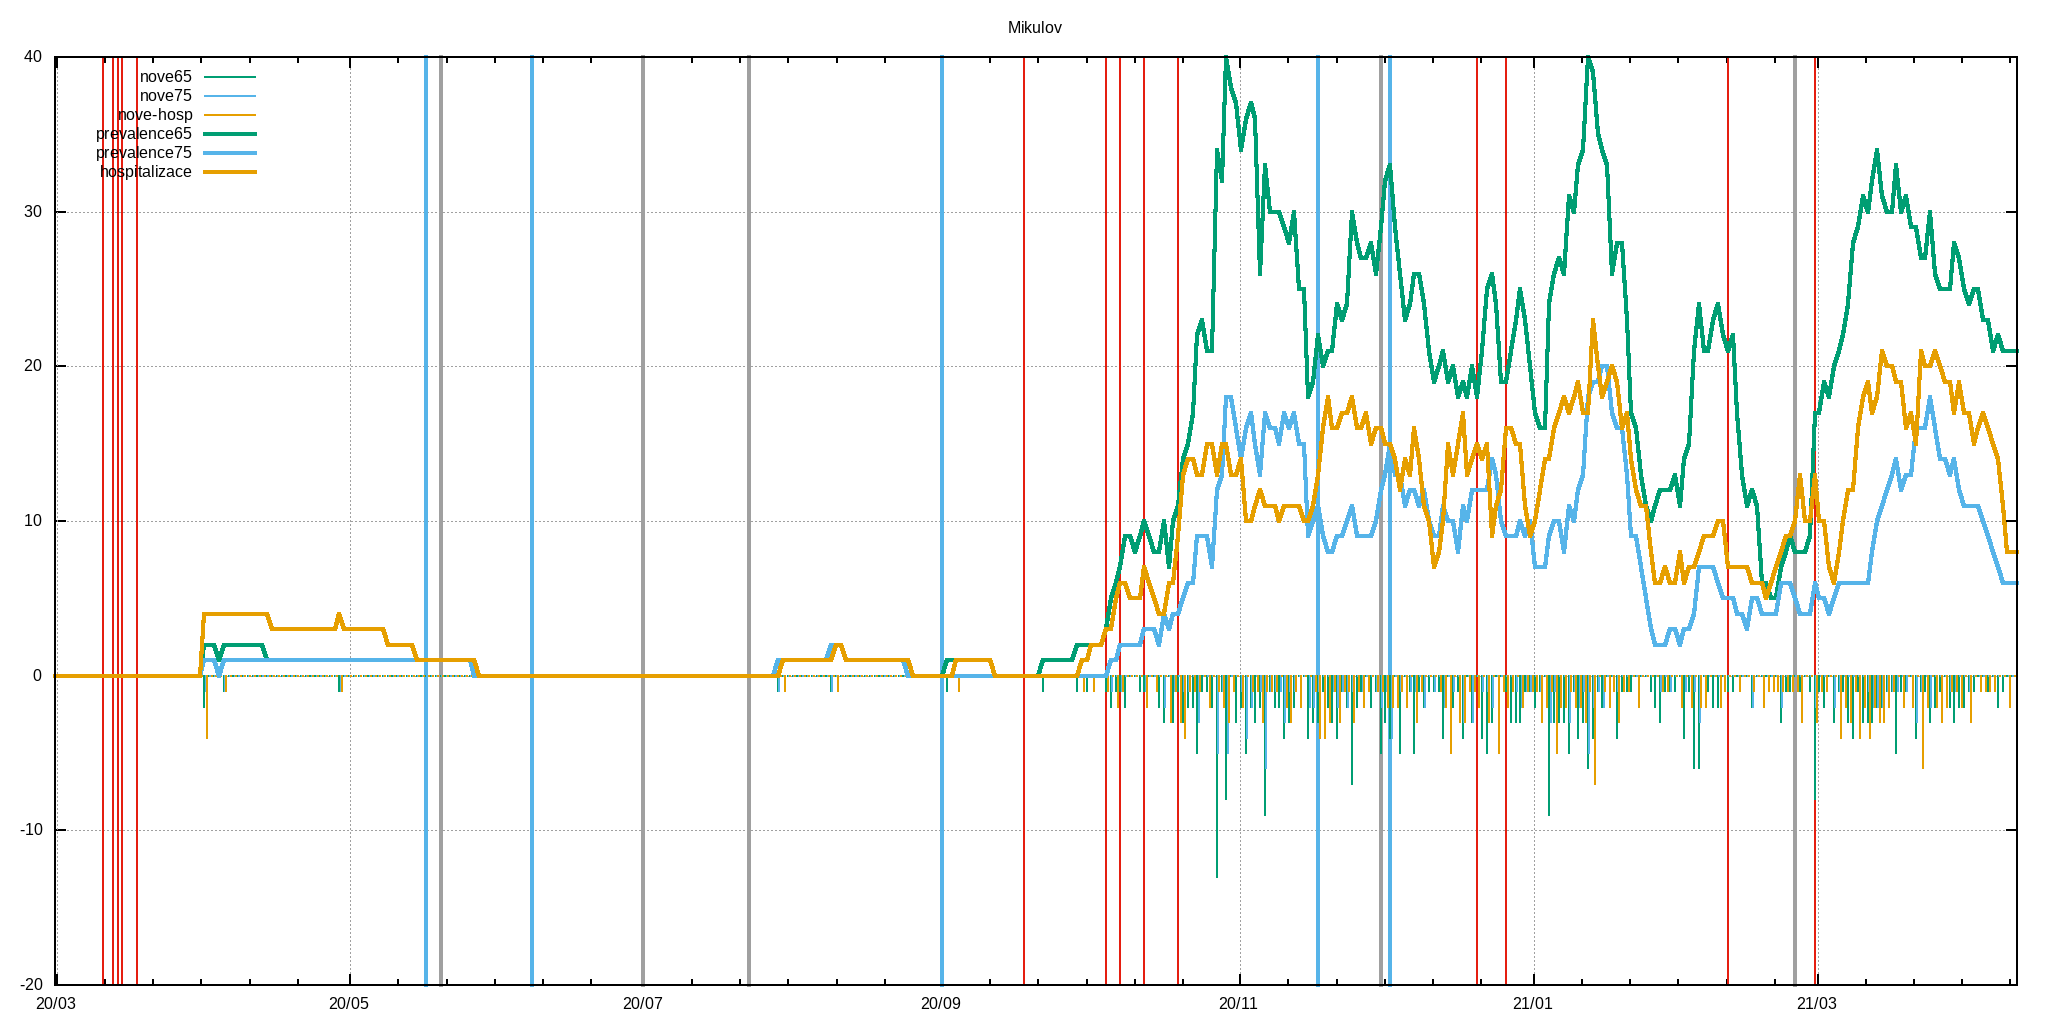 Mikulov
40
nove65
nove75
nove-hosp
prevalence65
prevalence75
hospitalizace
30
20
10
0
-10
-20
20/03 20/05 20/07 20/09 20/11 21/01 21/03